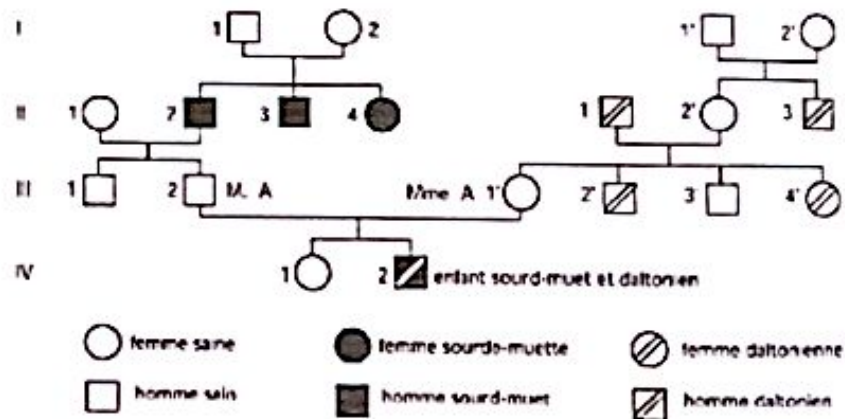 I 1 2 1' 2'
II 1 2 3 4 1 2' 3
III 1 2 M. A Mme A 1' 2' 3 4'
IV 1 2 enfant sourd-muet et daltonien
femme saine femme sourde-muette femme daltonienne
homme sain homme sourd-muet homme daltonien